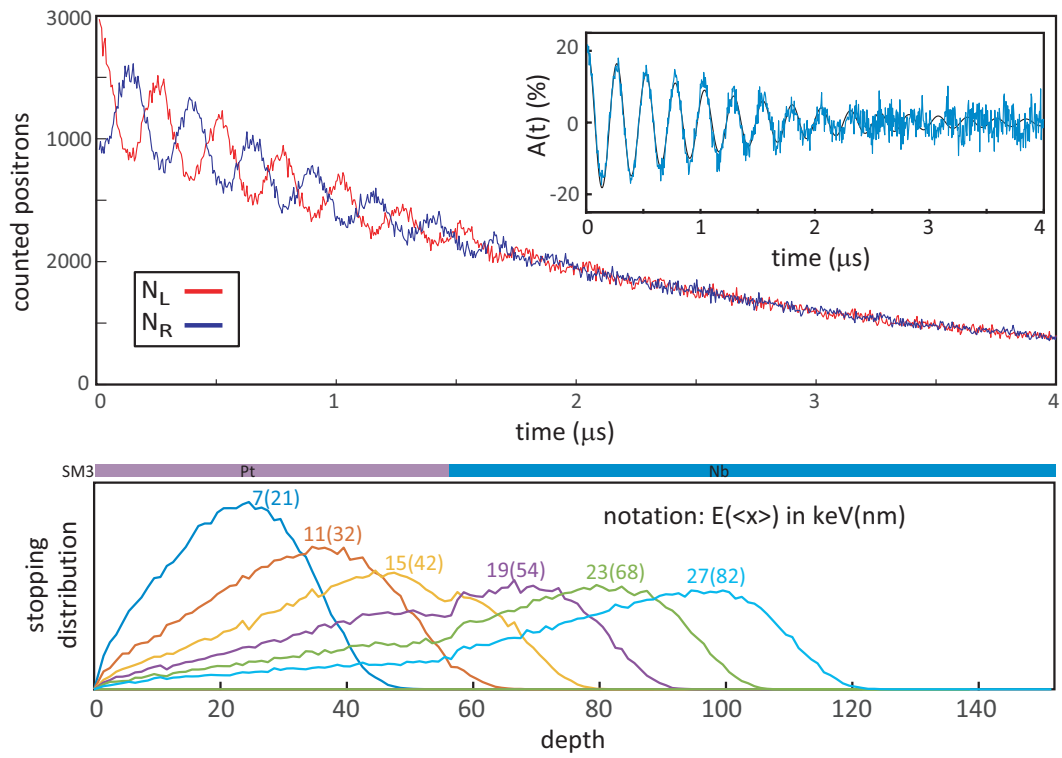 3000
1000
2000
0
counted positrons
N_L
N_R
0
1
2
3
4
time (μs)
20
0
-20
A(t) (%)
0
1
2
3
4
time (μs)
SM3
Pt
Nb
7(21)
11(32)
15(42)
19(54)
23(68)
27(82)
notation: E(<x>) in keV(nm)
stopping
distribution
0
20
40
60
80
100
120
140
depth